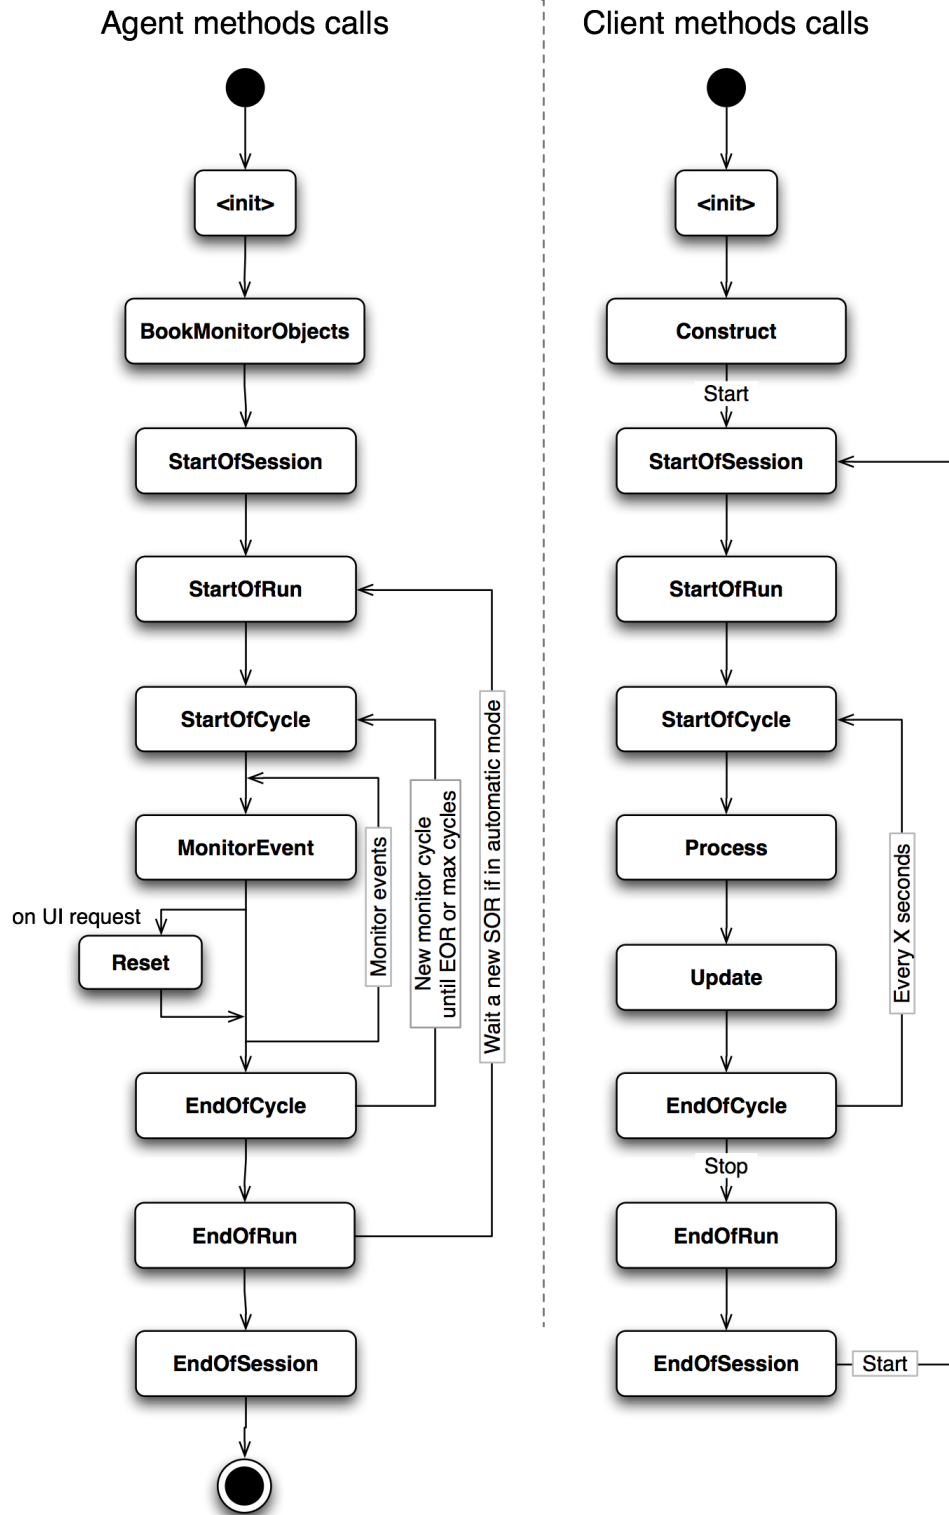 Agent methods calls
<init>
BookMonitorObjects
StartOfSession
StartOfRun
StartOfCycle
MonitorEvent
on UI request
Reset
Monitor events
New monitor cycle
until EOR or max cycles
Wait a new SOR if in automatic mode
EndOfCycle
EndOfRun
EndOfSession
Client methods calls
<init>
Construct
Start
StartOfSession
StartOfRun
StartOfCycle
Process
Update
Every X seconds
EndOfCycle
Stop
EndOfRun
EndOfSession
Start